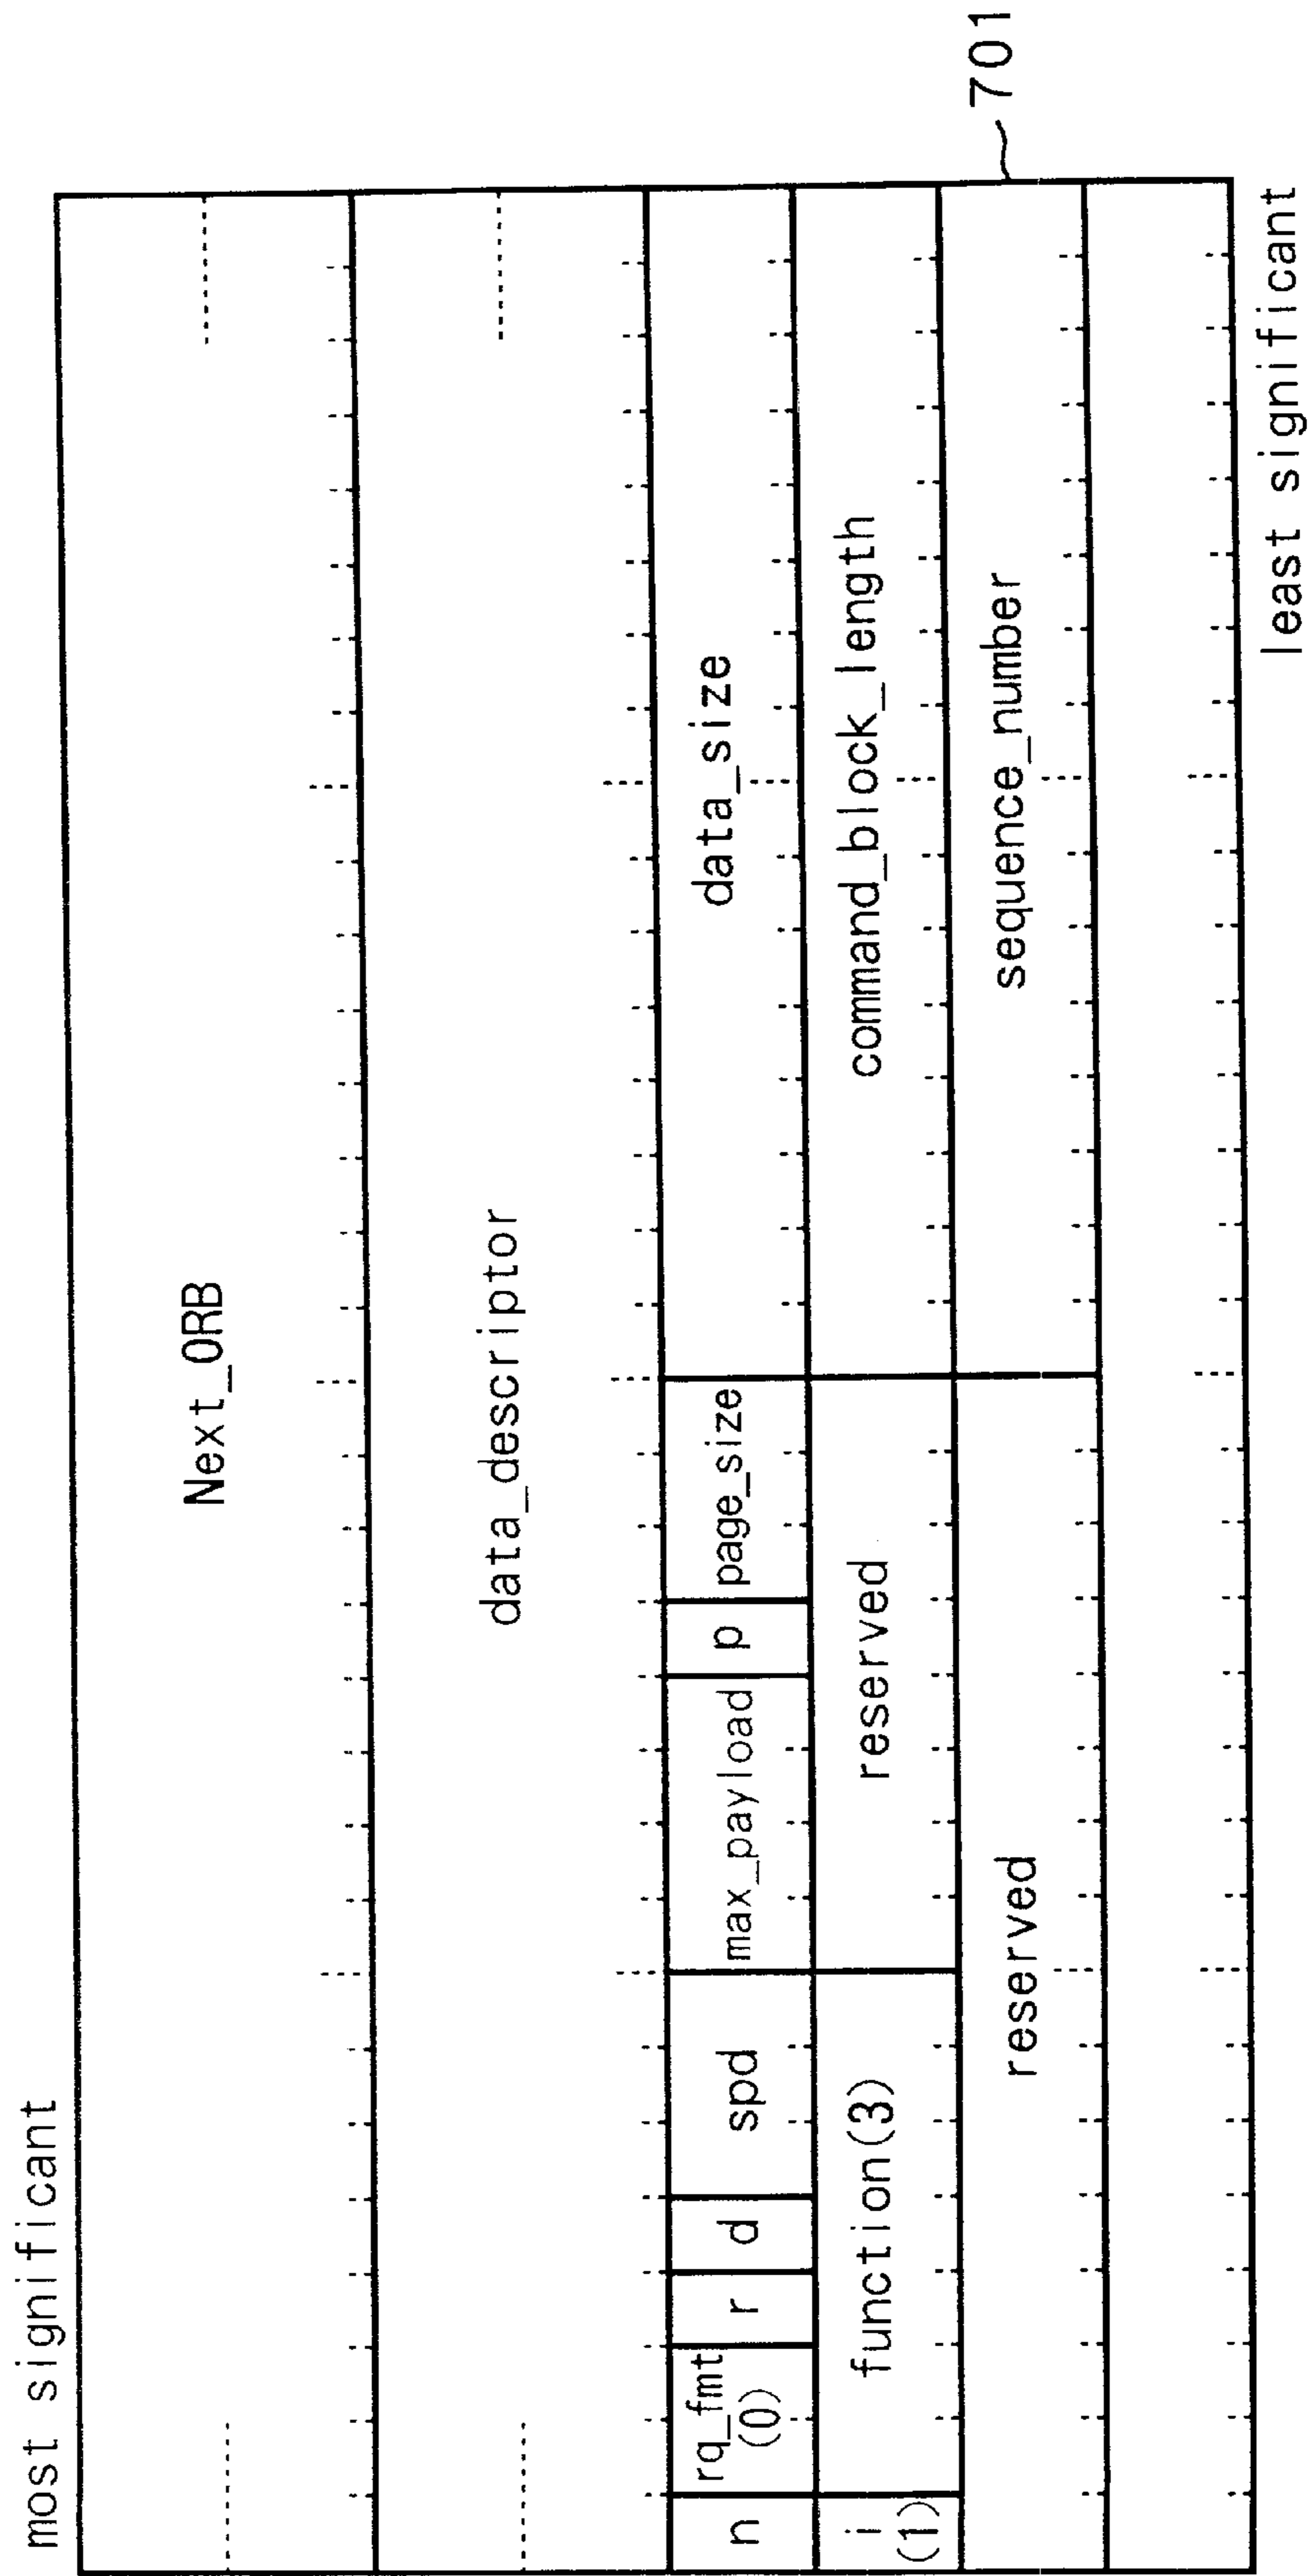 most significant
Next_ORB
data_descriptor
n rq_fmt (0) r d spd max_payload p page_size data_size
i (1) function(3) reserved command_block_length
reserved sequence_number
701
least significant